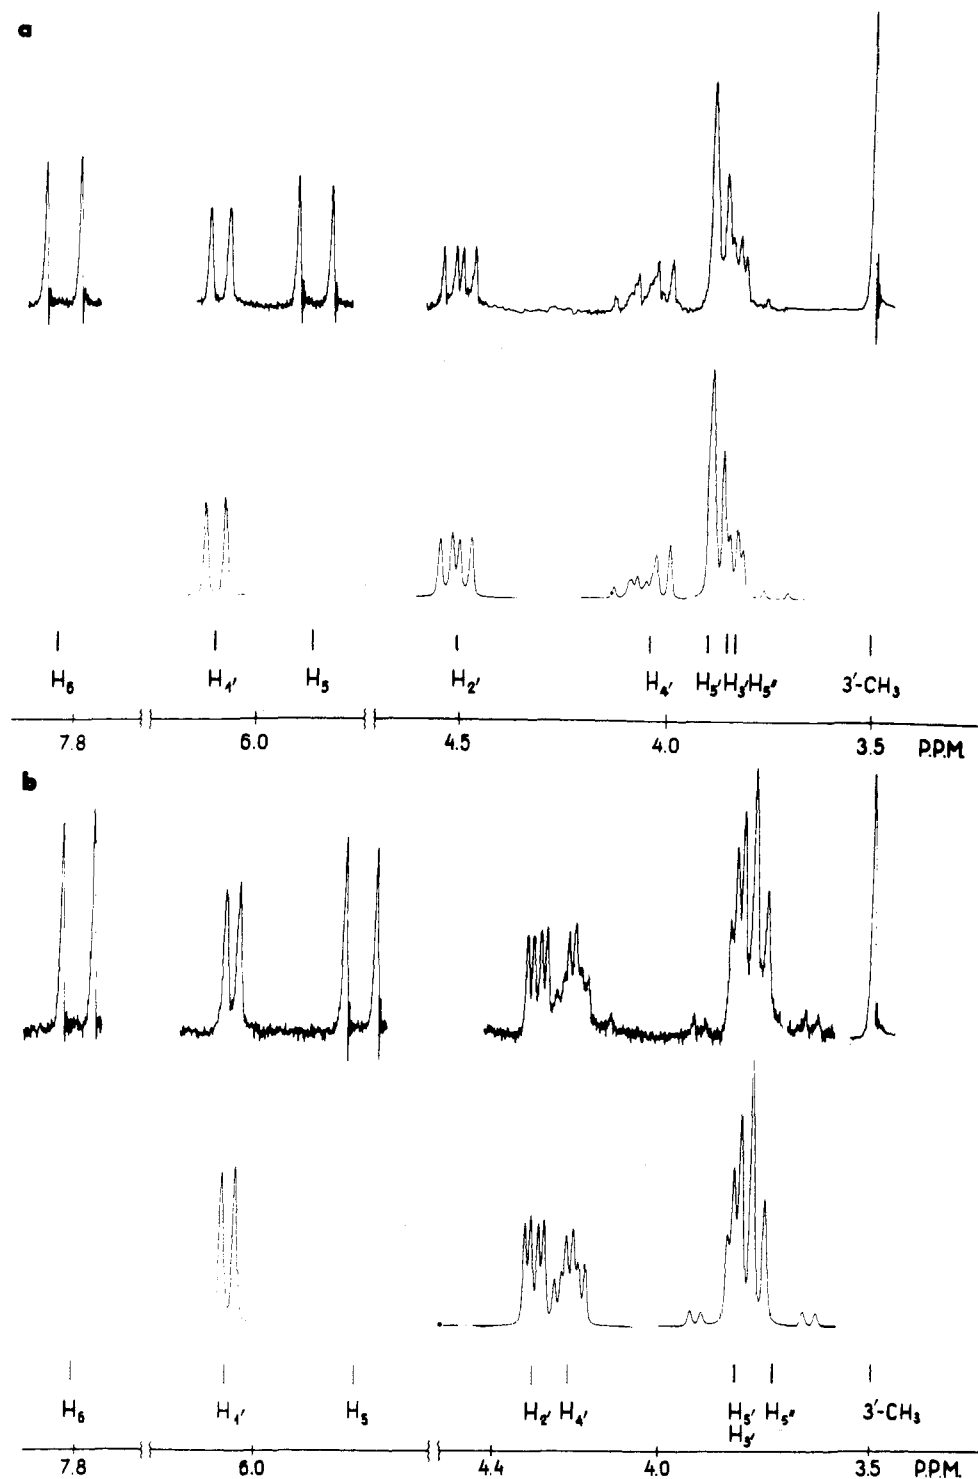 a
H₆ H₁' H₅ H₂' H₄' H₅' H₃' H₅" 3'-CH₃
7.8 6.0 4.5 4.0 3.5 P.P.M.
b
H₆ H₁' H₅ H₂' H₄' H₅' H₅" 3'-CH₃
H₃'
7.8 6.0 4.4 4.0 3.5 P.P.M.